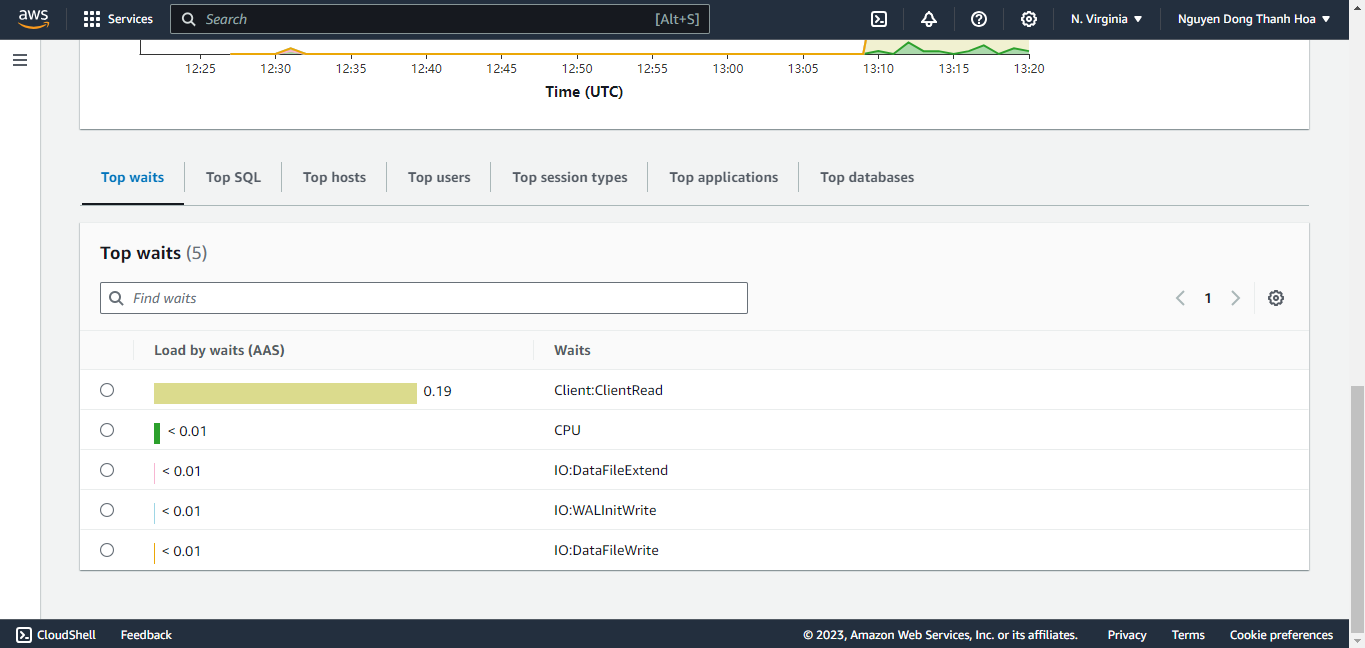 aws Services Search [Alt+S] N. Virginia Nguyen Dong Thanh Hoa
12:25 12:30 12:35 12:40 12:45 12:50 12:55 13:00 13:05 13:10 13:15 13:20
Time (UTC)
Top waits Top SQL Top hosts Top users Top session types Top applications Top databases
Top waits (5)
Find waits 1
Load by waits (AAS) Waits
0.19 Client:ClientRead
< 0.01 CPU
< 0.01 IO:DataFileExtend
< 0.01 IO:WALInitWrite
< 0.01 IO:DataFileWrite
CloudShell Feedback © 2023, Amazon Web Services, Inc. or its affiliates. Privacy Terms Cookie preferences